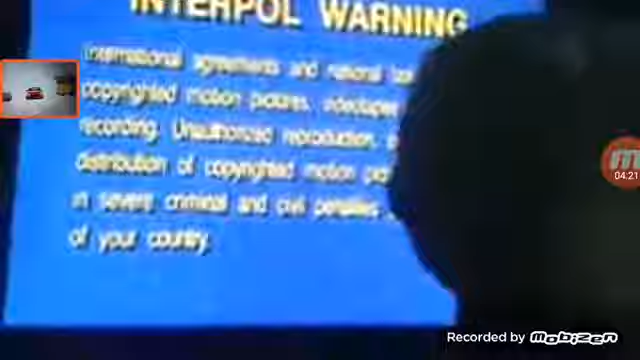 INTERPOL WARNING
International agreements and national
copyrighted motion pictures, videotapes
recording. Unauthorized reproduction,
distribution of copyrighted motion
in severe criminal and civil penalties
of your country.
04:21
Recorded by Mobizen